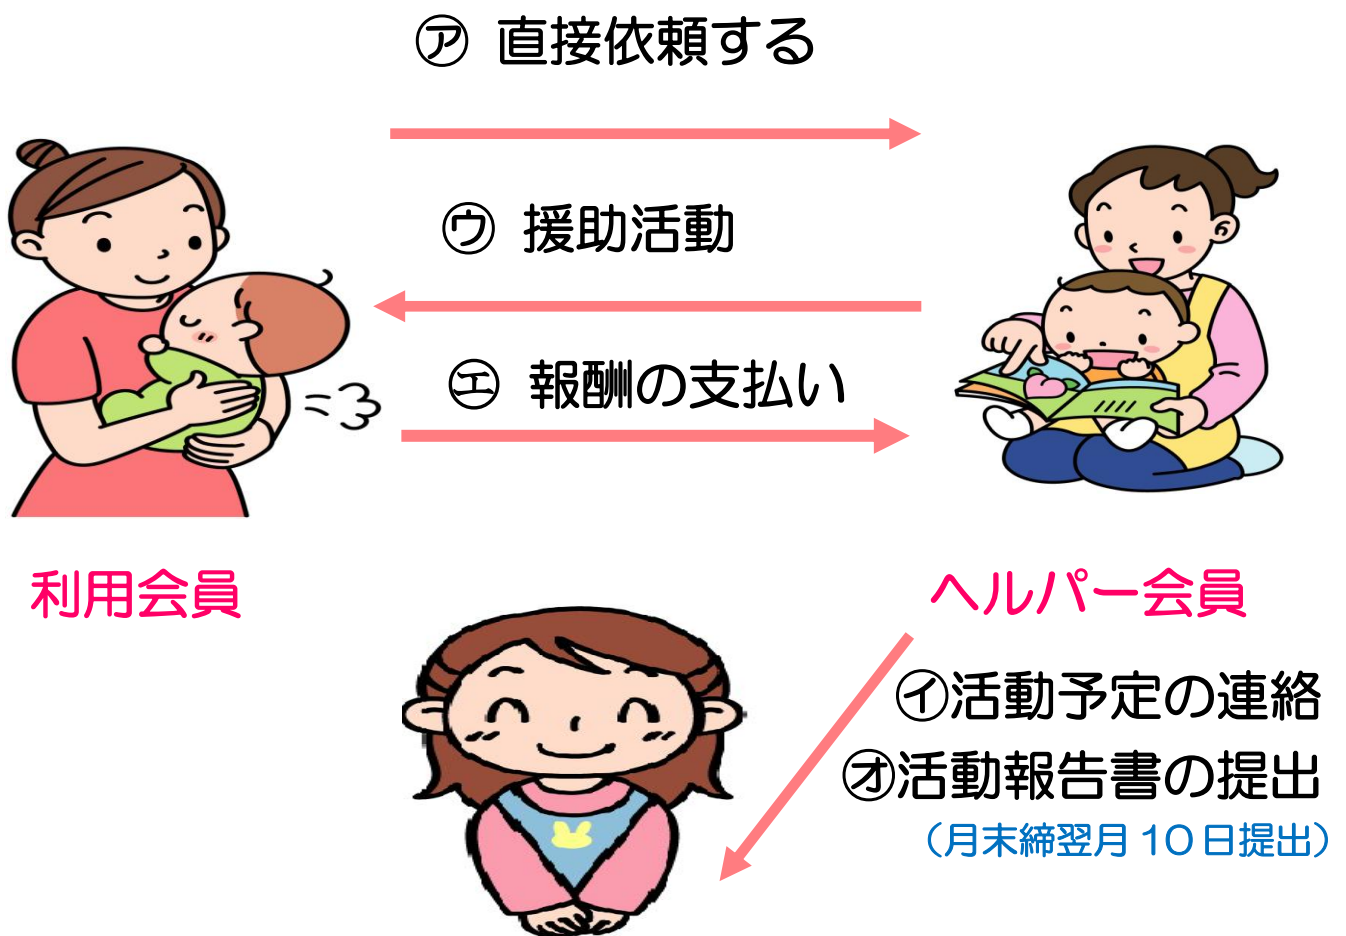 ㋐ 直接依頼する
㋒ 援助活動
㋓ 報酬の支払い
利用会員
ヘルパー会員
㋑活動予定の連絡
㋔活動報告書の提出
（月末締翌月10日提出）